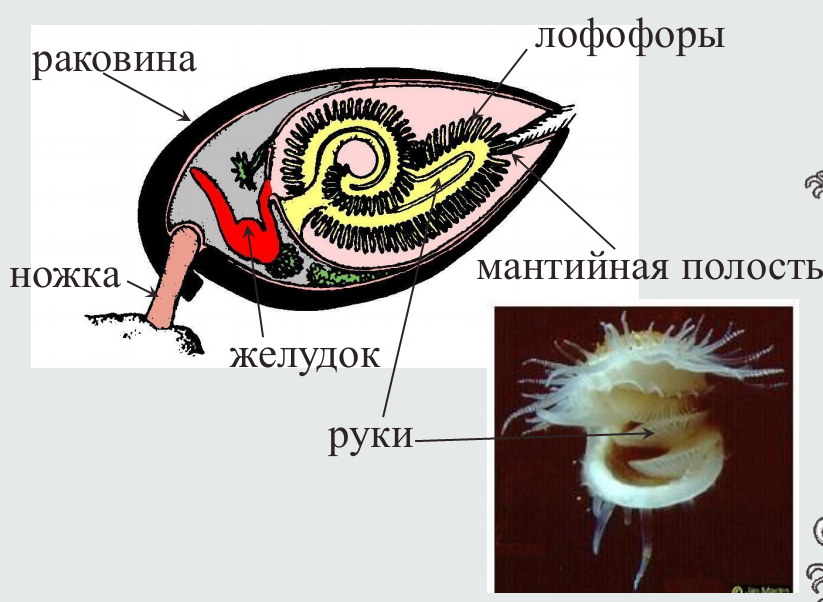 лофофоры
раковина
мантийная полость
ножка
желудок
руки